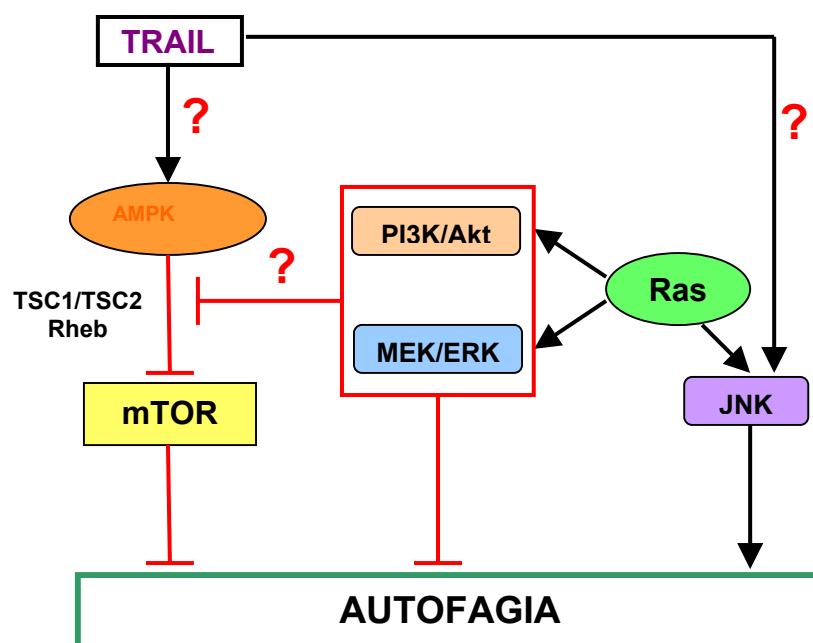 TRAIL
?
?
AMPK
PI3K/Akt
?
Ras
TSC1/TSC2
Rheb
MEK/ERK
mTOR
JNK
AUTOFAGIA